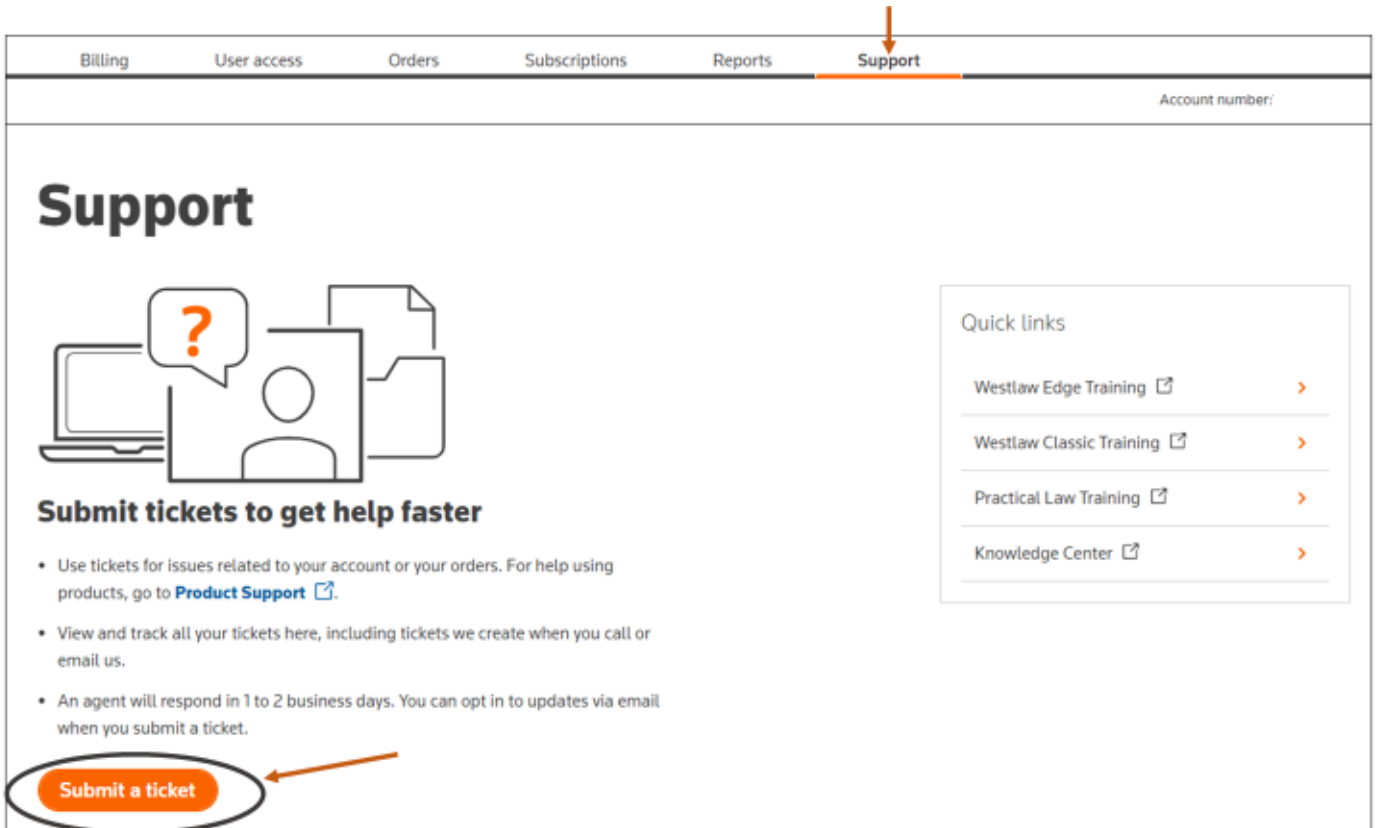 Billing User access Orders Subscriptions Reports Support
Account number:
Support
?
Submit tickets to get help faster
• Use tickets for issues related to your account or your orders. For help using
products, go to Product Support.
• View and track all your tickets here, including tickets we create when you call or
email us.
• An agent will respond in 1 to 2 business days. You can opt in to updates via email
when you submit a ticket.
Submit a ticket
Quick links
Westlaw Edge Training
Westlaw Classic Training
Practical Law Training
Knowledge Center